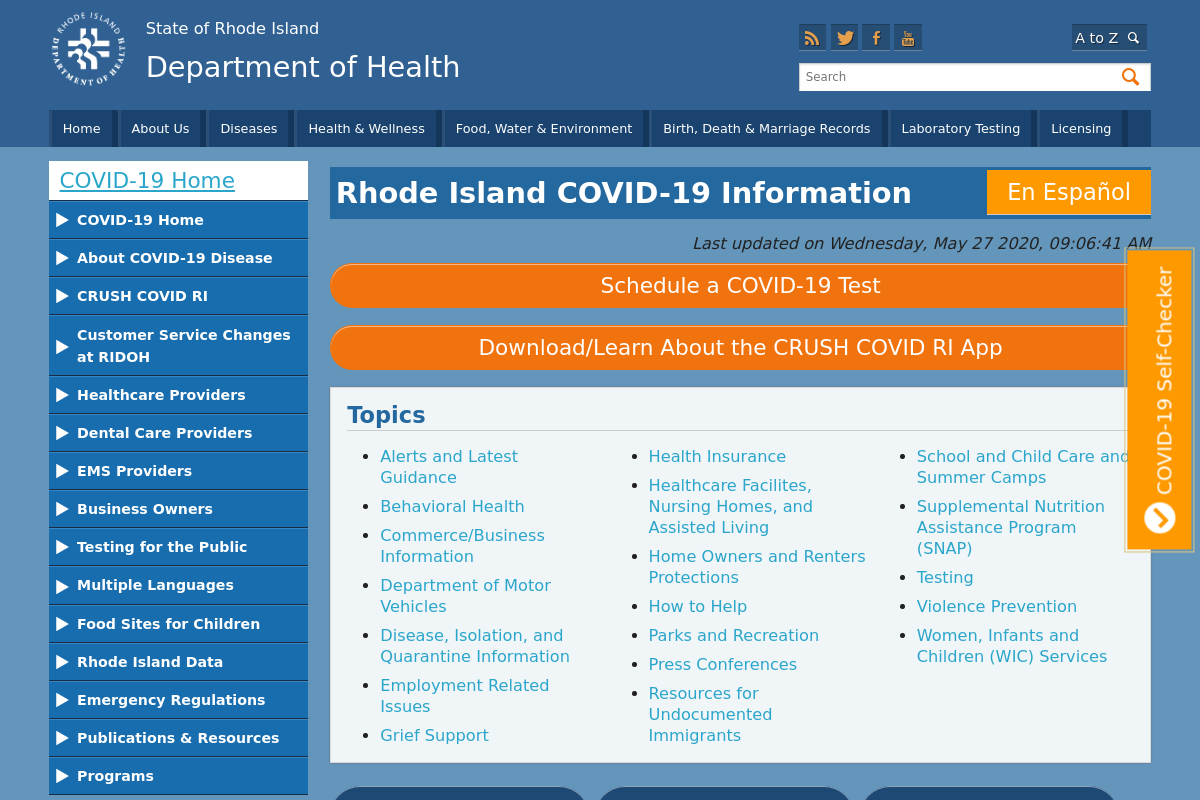 RHODE ISLAND
DEPARTMENT OF HEALTH
State of Rhode Island
Department of Health
You
Tube
A to Z
Search
Home
About Us
Diseases
Health & Wellness
Food, Water & Environment
Birth, Death & Marriage Records
Laboratory Testing
Licensing
COVID-19 Home
COVID-19 Home
About COVID-19 Disease
CRUSH COVID RI
Customer Service Changes
at RIDOH
Healthcare Providers
Dental Care Providers
EMS Providers
Business Owners
Testing for the Public
Multiple Languages
Food Sites for Children
Rhode Island Data
Emergency Regulations
Publications & Resources
Programs
Rhode Island COVID-19 Information
En Español
Last updated on Wednesday, May 27 2020, 09:06:41 AM
Schedule a COVID-19 Test
Download/Learn About the CRUSH COVID RI App
Topics
Alerts and Latest
Guidance
Behavioral Health
Commerce/Business
Information
Department of Motor
Vehicles
Disease, Isolation, and
Quarantine Information
Employment Related
Issues
Grief Support
Health Insurance
Healthcare Facilites,
Nursing Homes, and
Assisted Living
Home Owners and Renters
Protections
How to Help
Parks and Recreation
Press Conferences
Resources for
Undocumented
Immigrants
School and Child Care and
Summer Camps
Supplemental Nutrition
Assistance Program
(SNAP)
Testing
Violence Prevention
Women, Infants and
Children (WIC) Services
COVID-19 Self-Checker